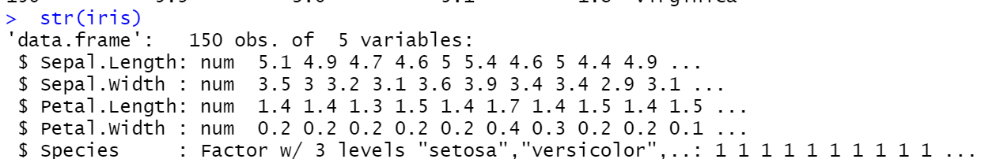 > str(iris)
'data.frame':   150 obs. of  5 variables:
 $ Sepal.Length: num  5.1 4.9 4.7 4.6 5 5.4 4.6 5 4.4 4.9 ...
 $ Sepal.Width : num  3.5 3 3.2 3.1 3.6 3.9 3.4 3.4 2.9 3.1 ...
 $ Petal.Length: num  1.4 1.4 1.3 1.5 1.4 1.7 1.4 1.5 1.4 1.5 ...
 $ Petal.Width : num  0.2 0.2 0.2 0.2 0.2 0.4 0.3 0.2 0.2 0.1 ...
 $ Species     : Factor w/ 3 levels "setosa","versicolor",..: 1 1 1 1 1 1 1 1 1 1 ...